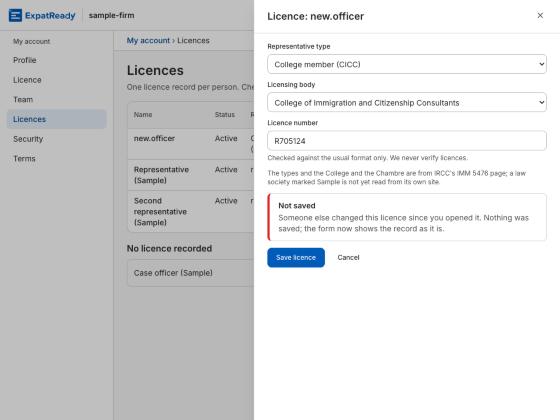 ExpatReady
sample-firm
My account
Profile
Licence
Team
Licences
Security
Terms
My account › Licences
Licences
One licence record per person. Che
Name
Status
R
new.officer
Active
Representative
(Sample)
Active
Second
representative
(Sample)
Active
No licence recorded
Case officer (Sample)
Licence: new.officer
Representative type
College member (CICC)
Licensing body
College of Immigration and Citizenship Consultants
Licence number
R705124
Checked against the usual format only. We never verify licences.
The types and the College and the Chambre are from IRCC's IMM 5476 page; a law
society marked Sample is not yet read from its own site.
Not saved
Someone else changed this licence since you opened it. Nothing was
saved; the form now shows the record as it is.
Save licence
Cancel